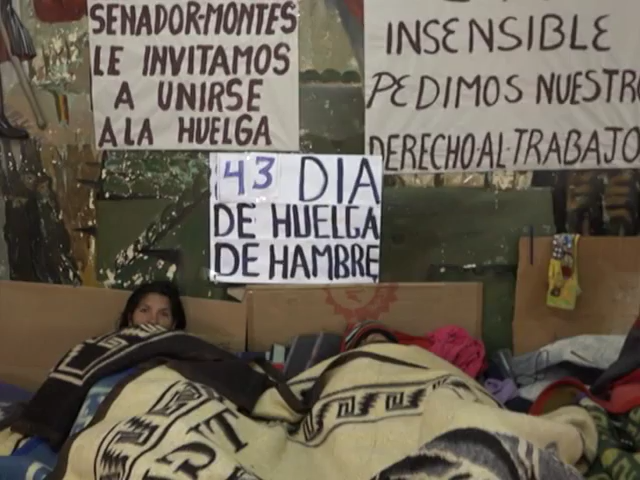 SENADOR-MONTES
LE INVITAMOS
A UNIRSE
A LA HUELGA
INSENSIBLE
PEDIMOS NUESTRO
DERECHO AL TRABAJO
43 DIA
DE HUELGA
DE HAMBRE